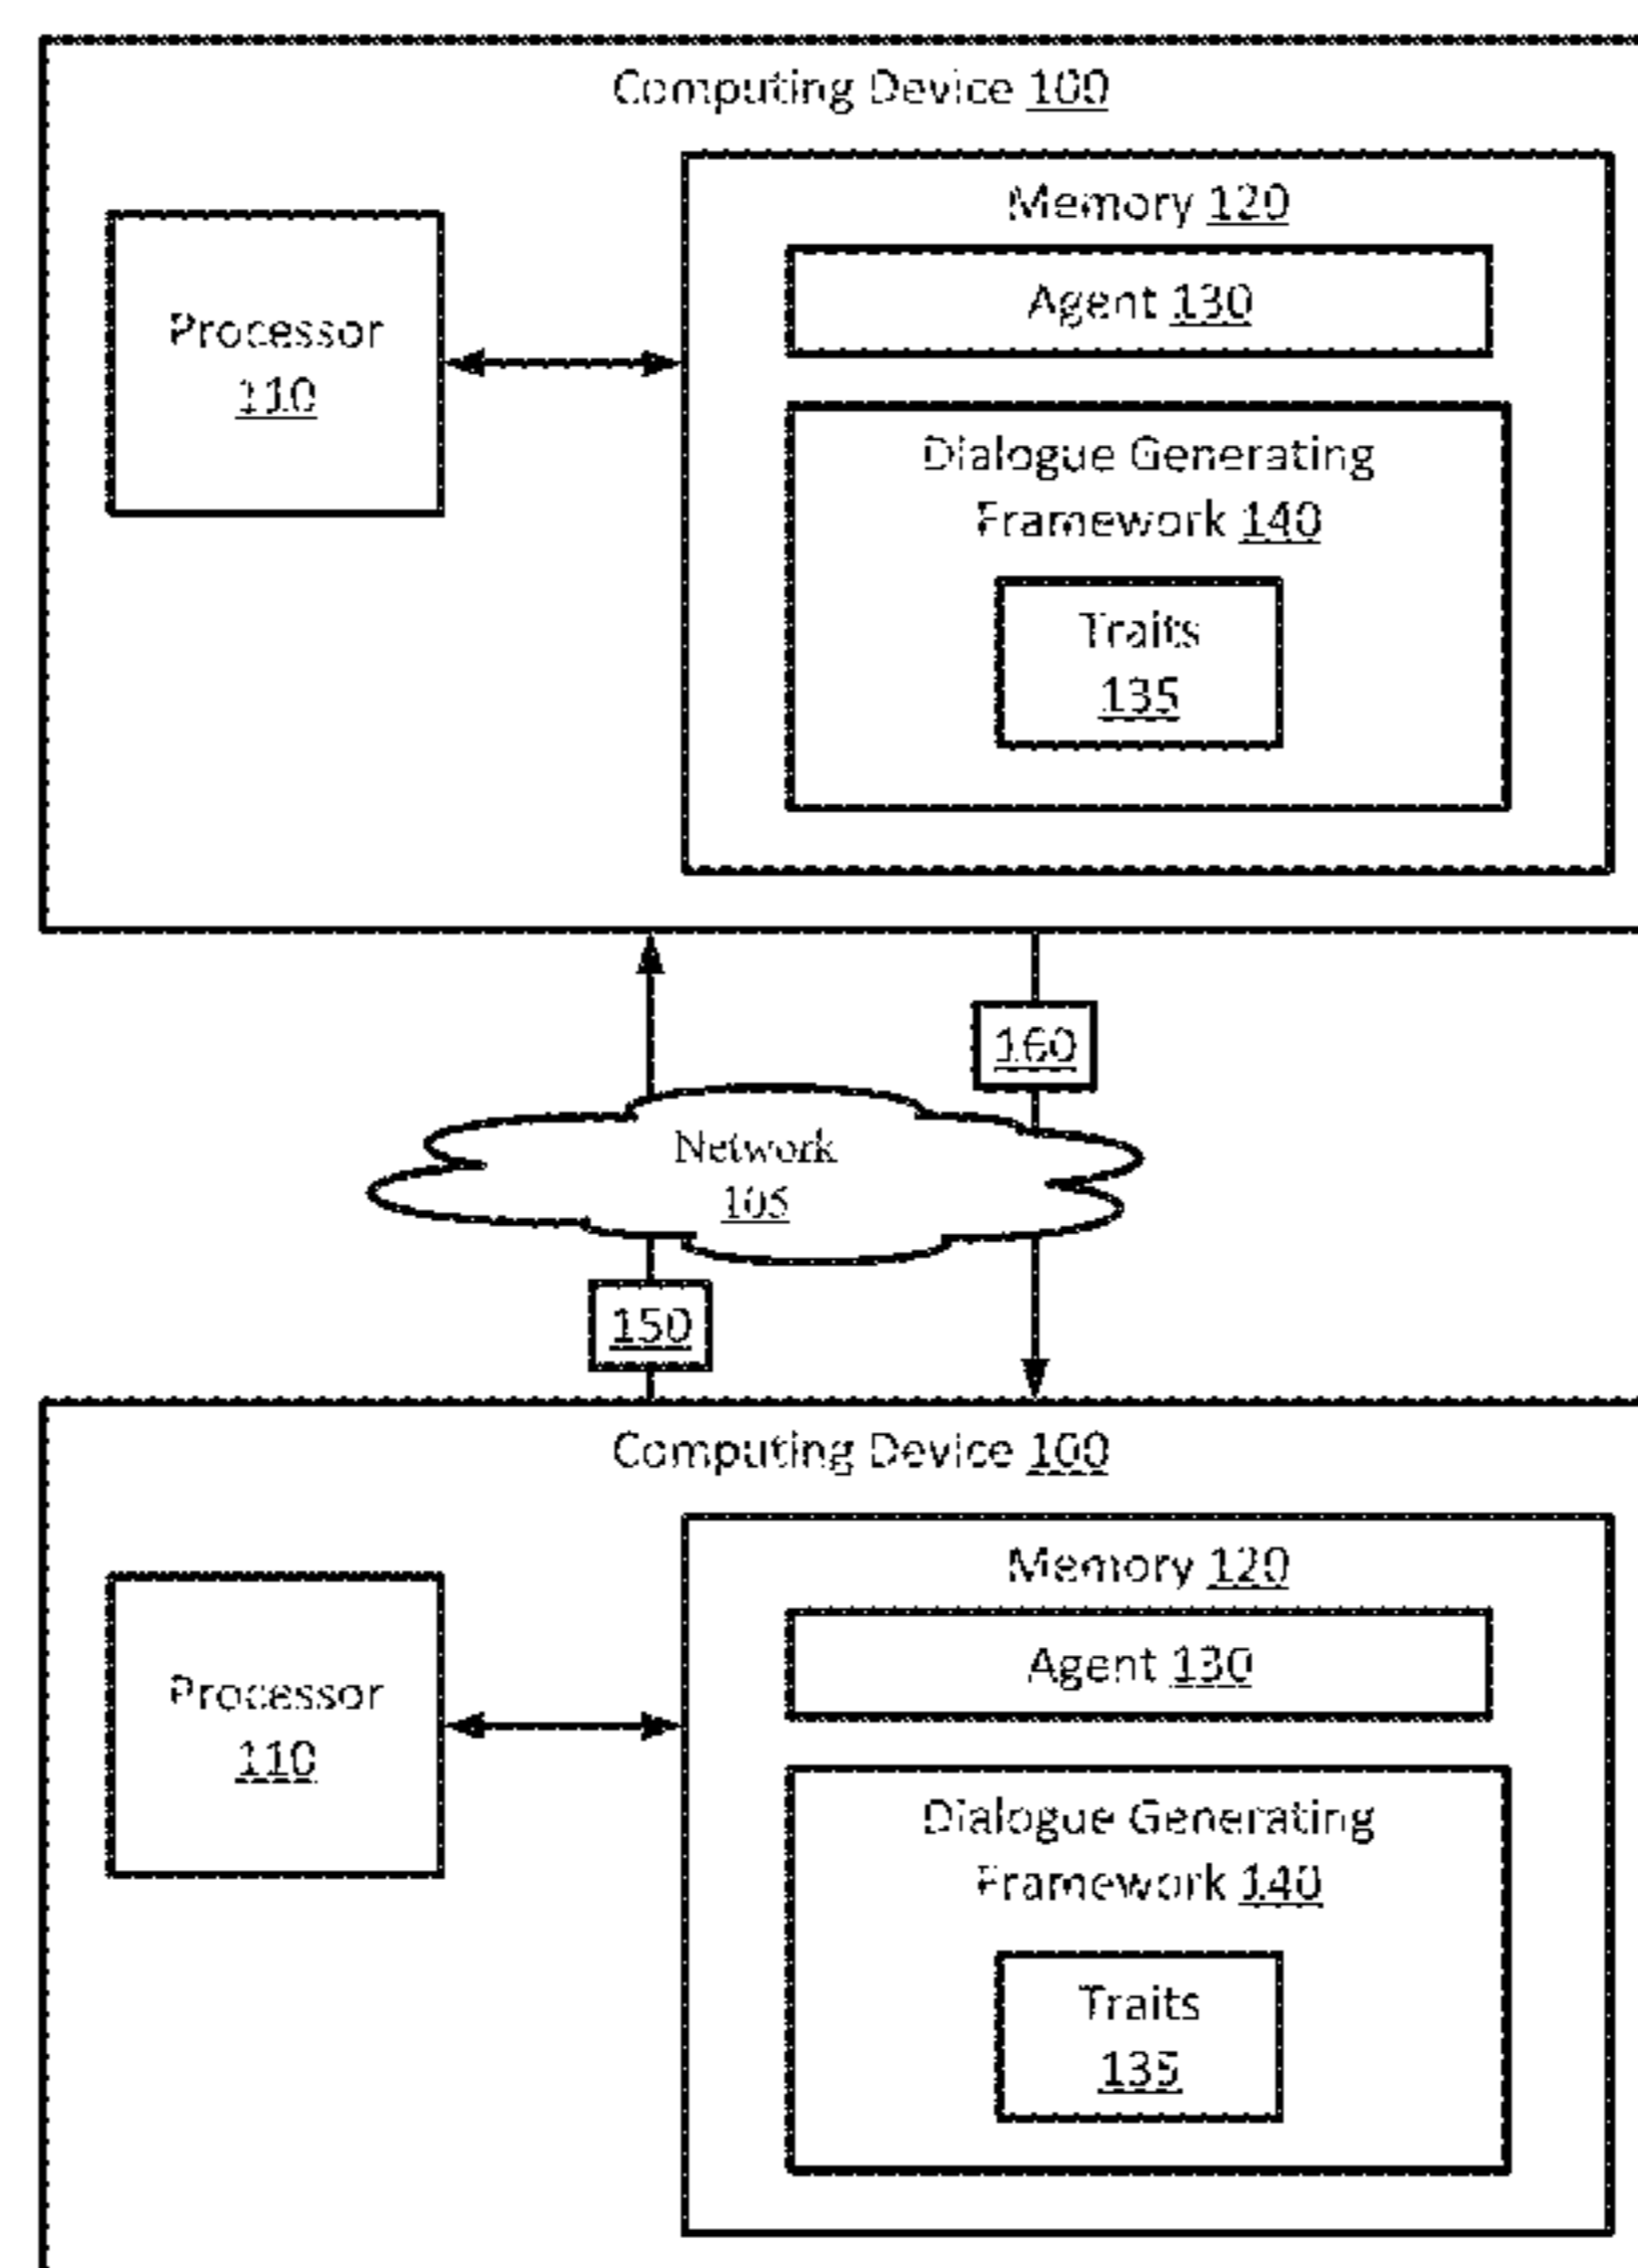 Computing Device 100
Memory 120
Agent 130
Processor
110
Dialogue Generating
Framework 140
Traits
135
160
Network
105
150
Computing Device 100
Memory 120
Agent 130
Processor
110
Dialogue Generating
Framework 140
Traits
135